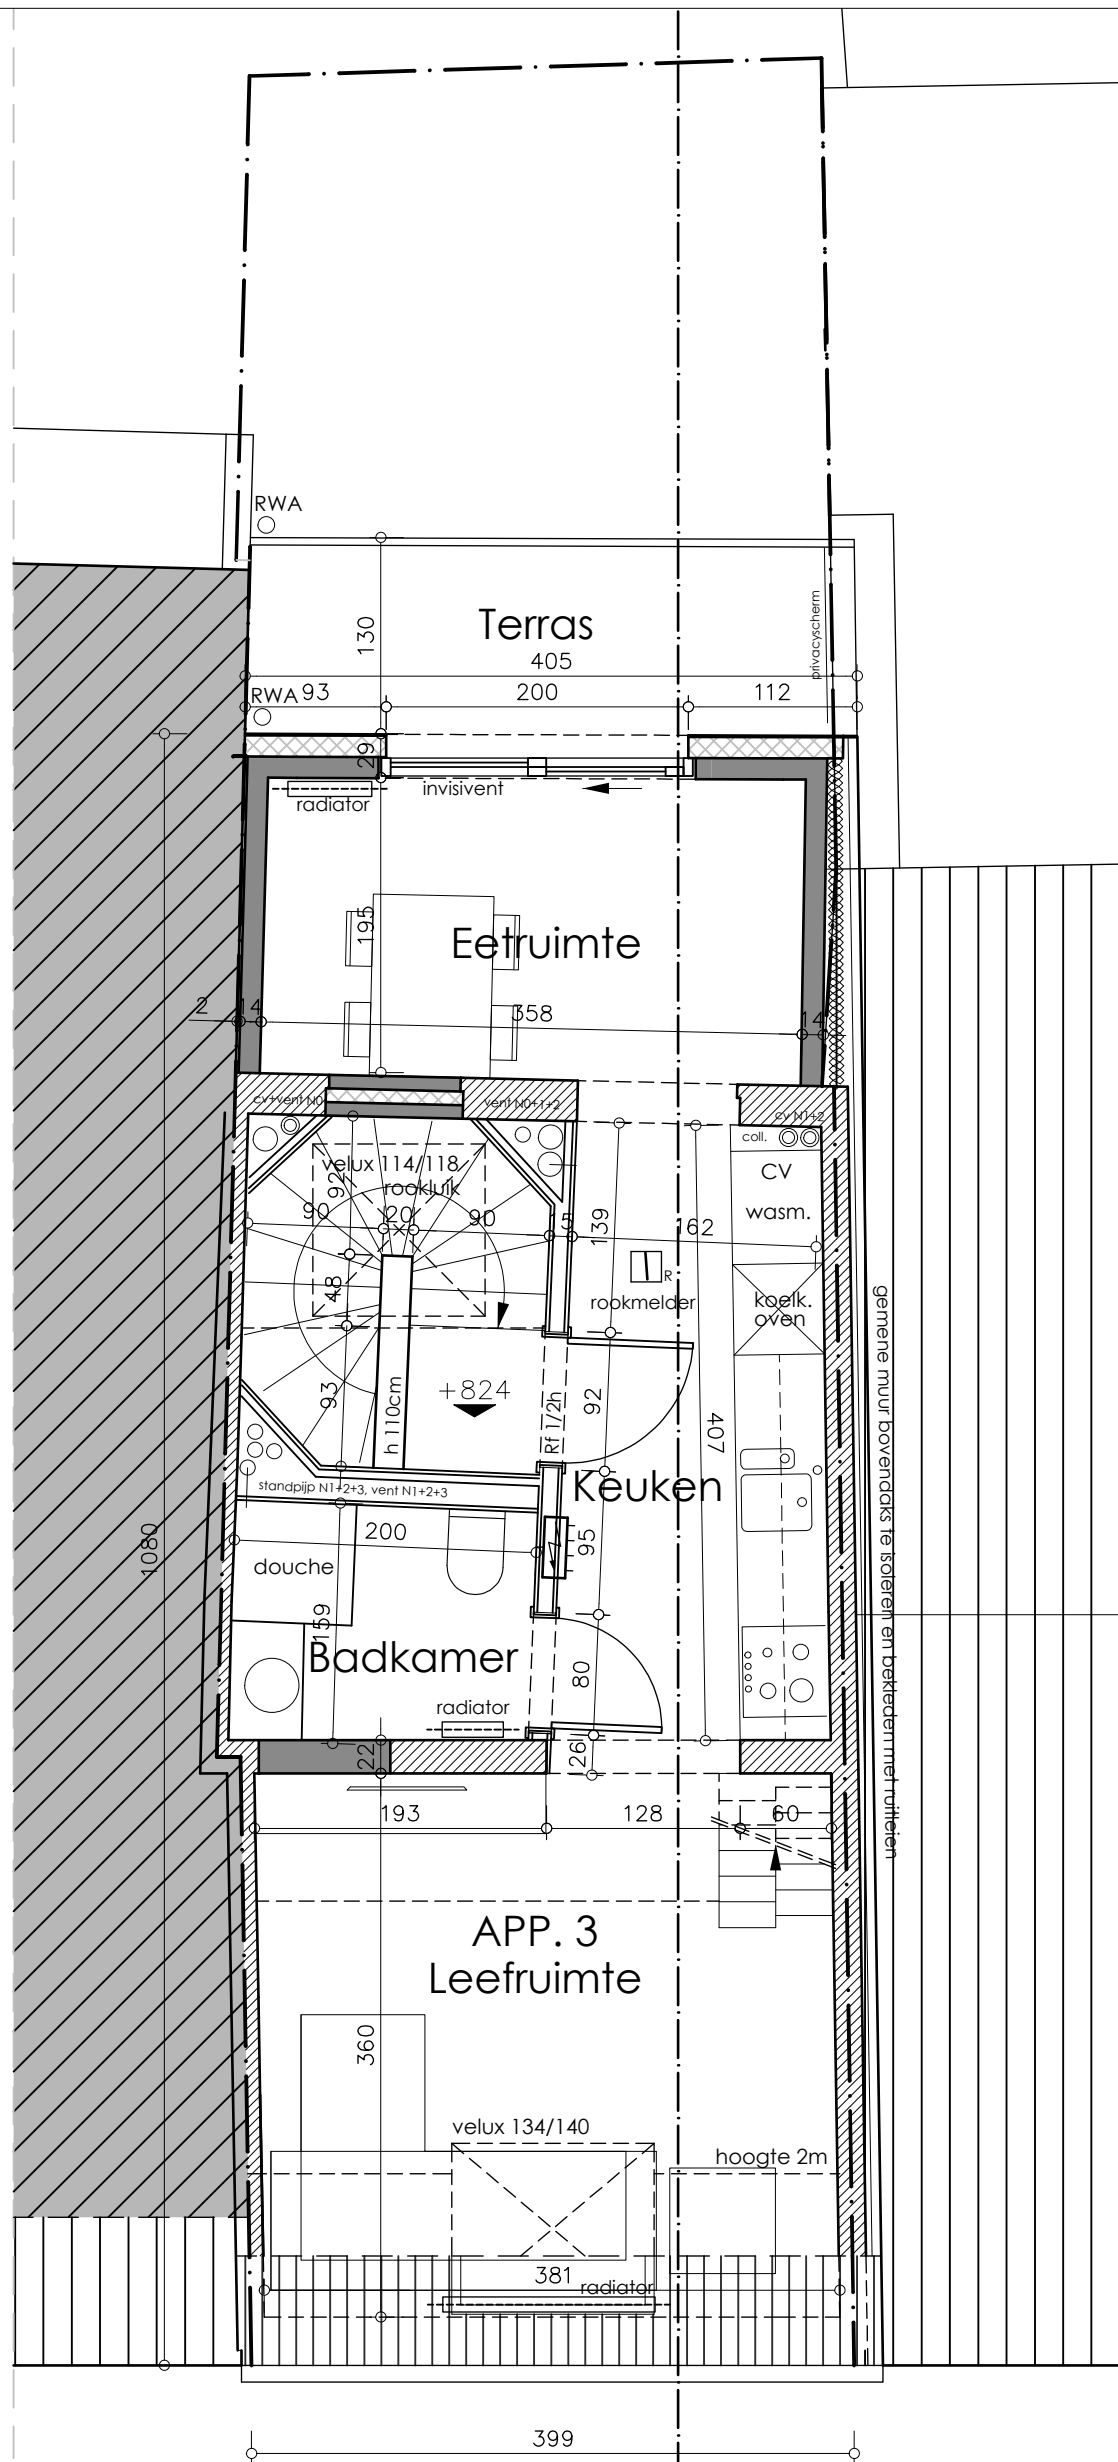 RWA
130
Terras
405
privacyscherm
RWA
93
200
112
29
radiator
invisivent
195
Eetruimte
2
14
358
14
cv+vent N0
vent N0+1+2
cv N1+2
coll.
velux 114/118
rookluik
CV
wasm.
92
90
20
90
5
139
162
R
rookmelder
koelk.
oven
48
gemene muur bovendaks te isoleren en bekleden met ruitleien
93
h 110cm
+824
Rf 1/2h
92
407
Keuken
standpijp N1+2+3, vent N1+2+3
1080
200
95
douche
159
Badkamer
80
radiator
22
26
193
128
60
APP. 3
Leefruimte
360
velux 134/140
hoogte 2m
381
radiator
399